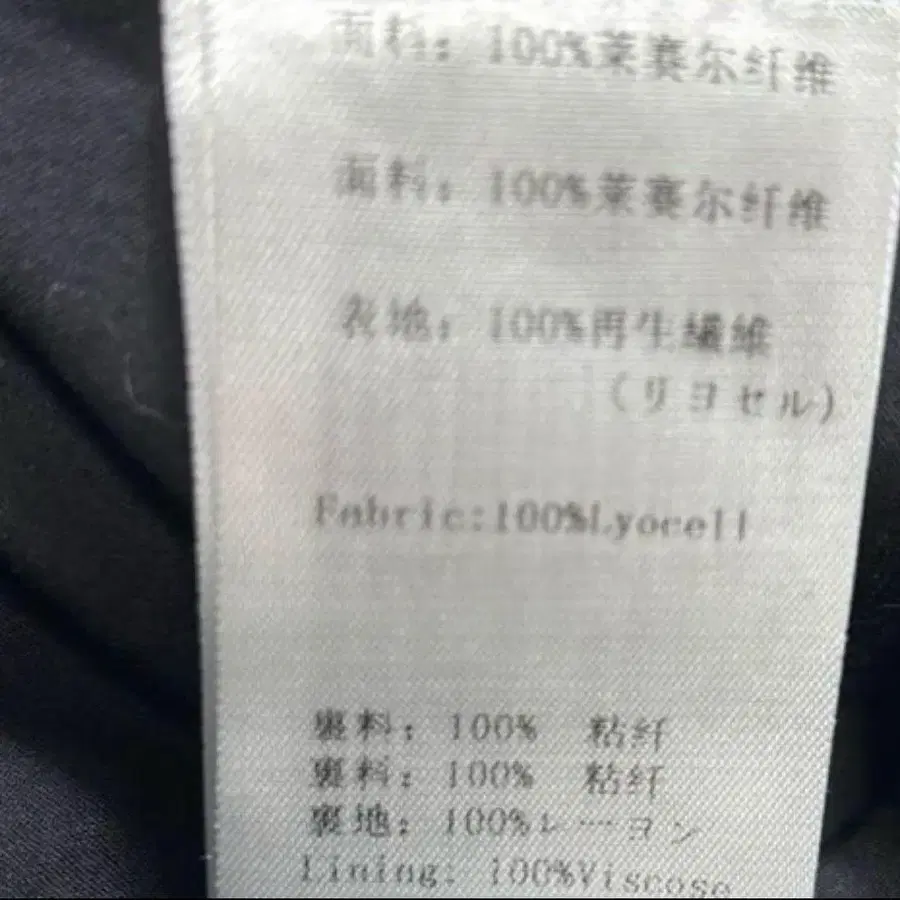 面料：100%莱赛尔纤维
面料：100%莱赛尔纤维
表地：100%再生繊維
（リヨセル）
Fabric:100%Lyocell
裹料：100% 粘纤
裏料：100% 粘纤
裏地：100%レーヨン
Lining: 100%Viscose